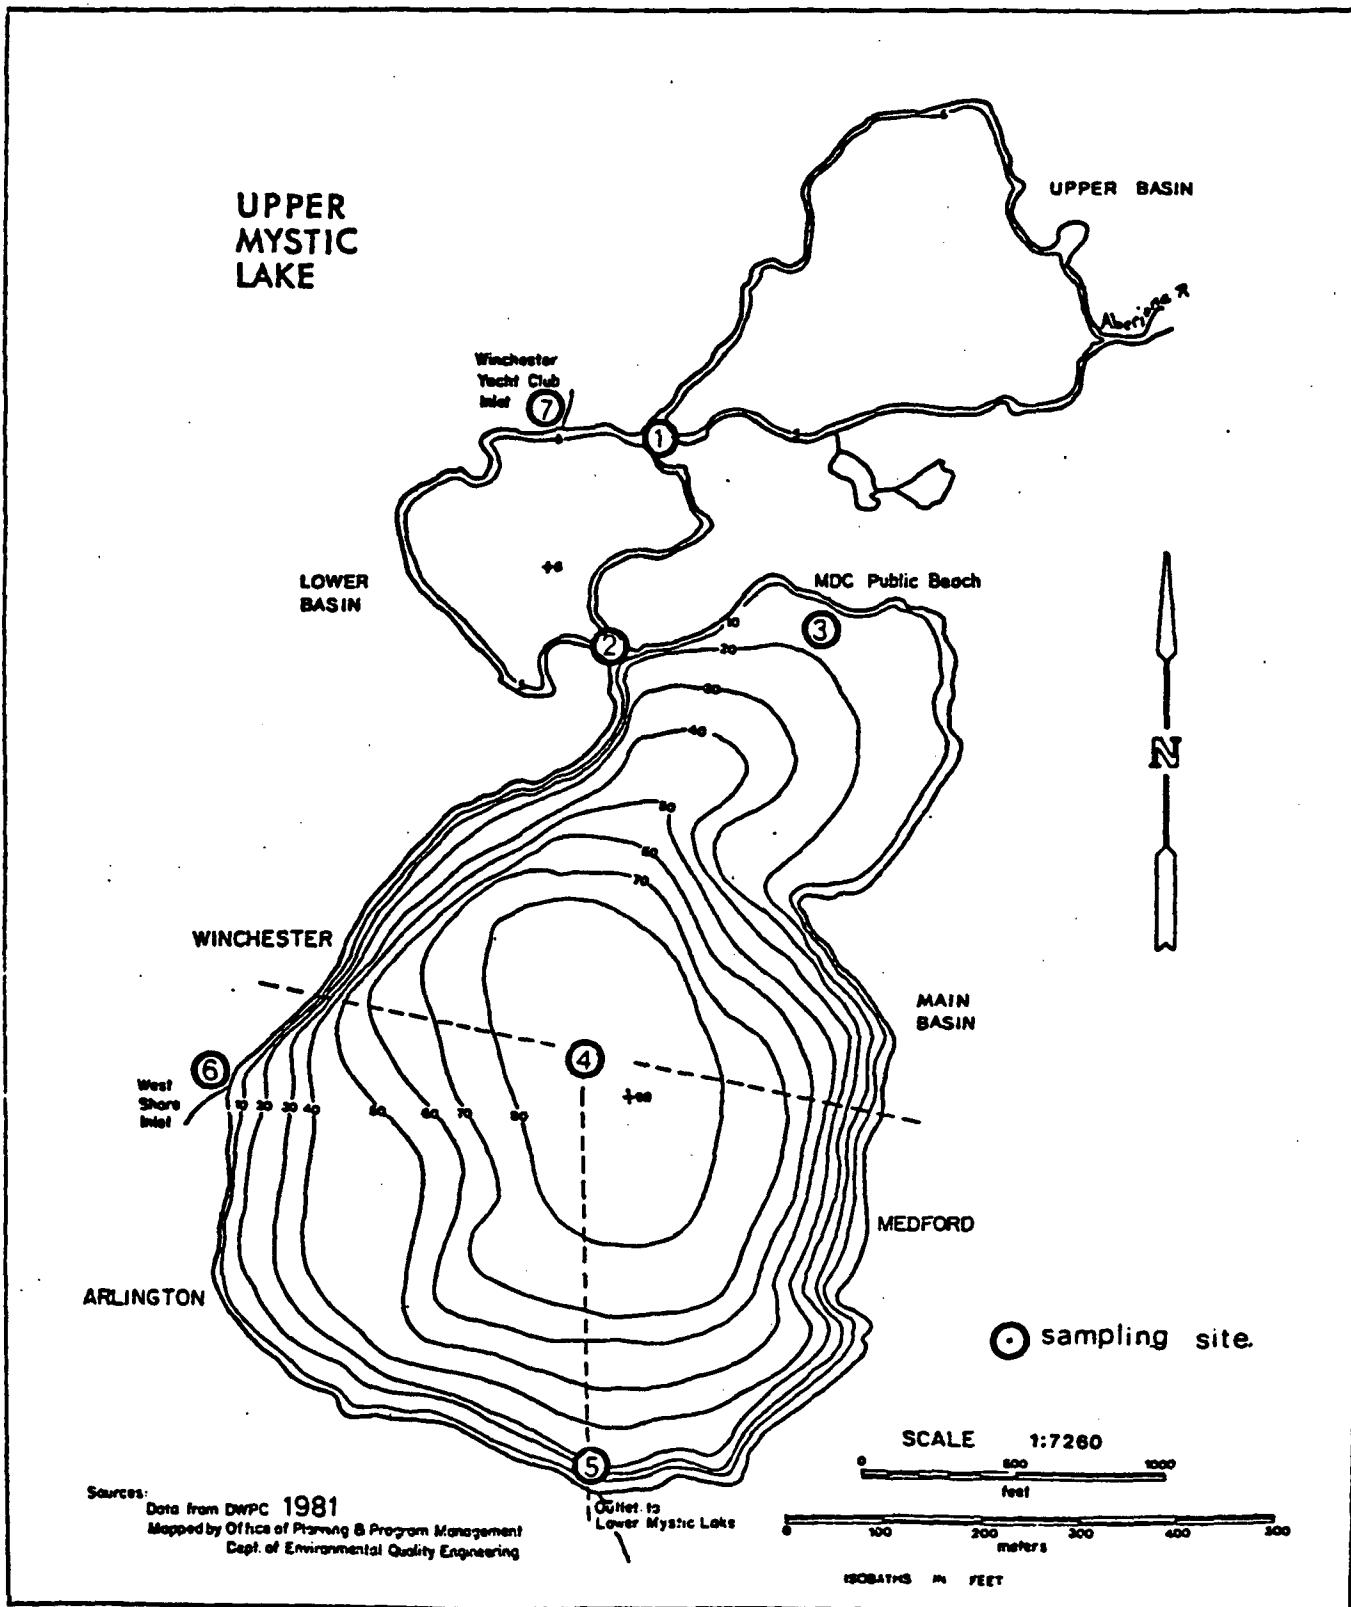 UPPER
MYSTIC
LAKE
UPPER BASIN
Aberjona R
Winchester
Yacht Club
Inlet
7
1
LOWER
BASIN
MDC Public Beach
10
3
2
20
30
40
N
50
60
70
WINCHESTER
MAIN
BASIN
6
4
West
Shore
Inlet
10 20 30 40 50 60 70 80
MEDFORD
ARLINGTON
sampling site.
SCALE 1:7260
0 500 1000
feet
5
Sources:
Data from DWPC 1981
Mapped by Office of Planning & Program Management
Dept. of Environmental Quality Engineering
Outlet to
Lower Mystic Lake
0 100 200 300 400 500
meters
ISOBATHS IN FEET